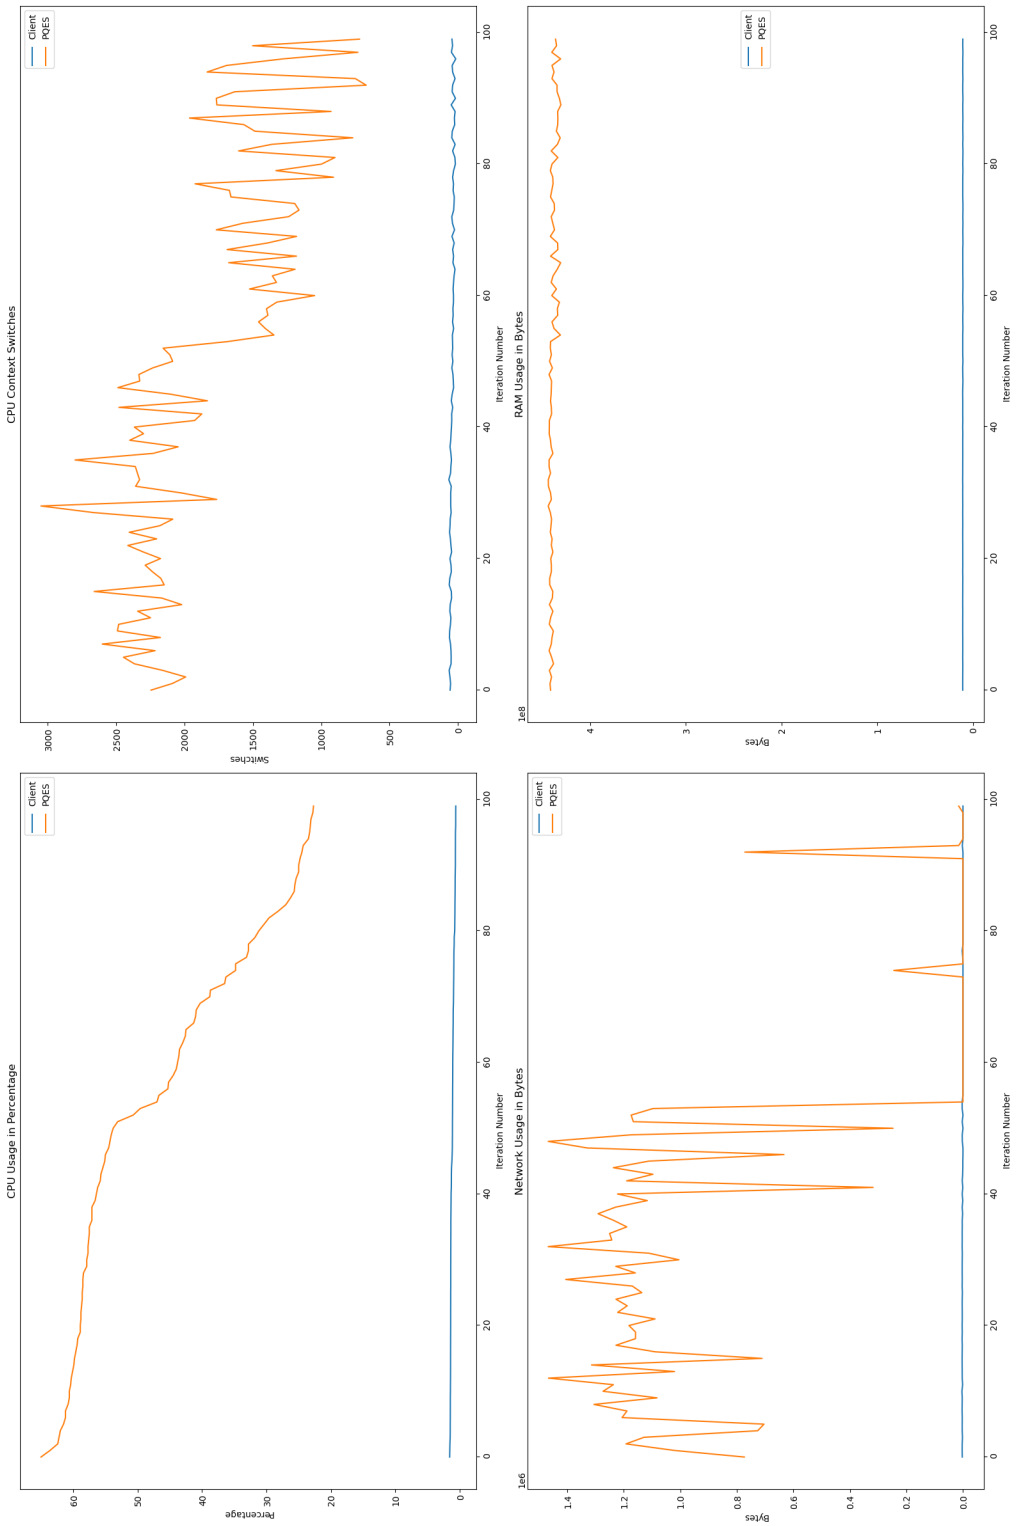 CPU Usage in Percentage
Client
PQES
Percentage
60
50
40
30
20
10
0
0
20
40
60
80
100
Iteration Number
CPU Context Switches
Client
PQES
Switches
3000
2500
2000
1500
1000
500
0
0
20
40
60
80
100
Iteration Number
Network Usage in Bytes
1e6
Client
PQES
Bytes
1.4
1.2
1.0
0.8
0.6
0.4
0.2
0.0
0
20
40
60
80
100
Iteration Number
RAM Usage in Bytes
1e8
Client
PQES
Bytes
4
3
2
1
0
0
20
40
60
80
100
Iteration Number